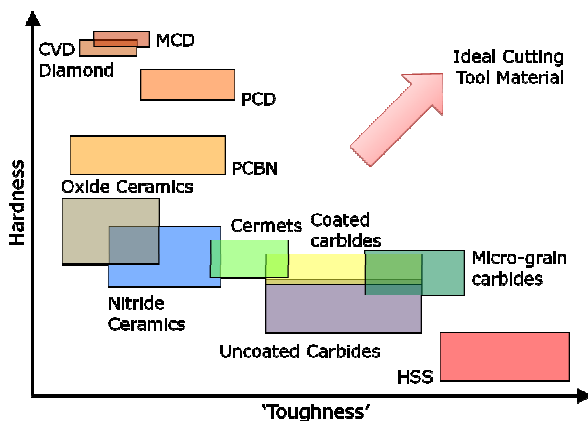 MCD
CVD
Diamond
Ideal Cutting
Tool Material
PCD
PCBN
Oxide Ceramics
Cermets
Coated
carbides
Micro-grain
carbides
Nitride
Ceramics
Uncoated Carbides
HSS
Hardness
‘Toughness’